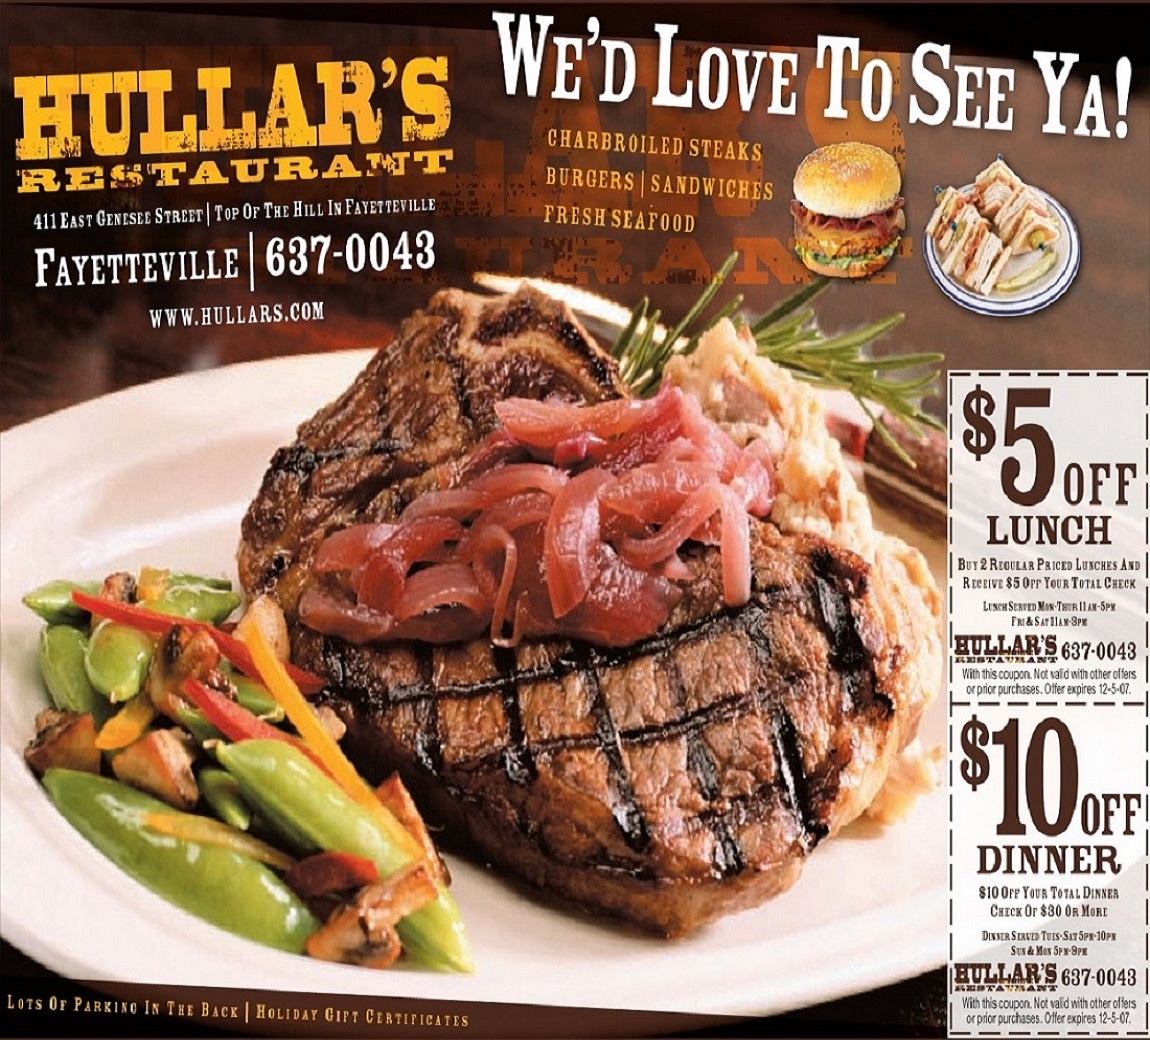 HULLAR'S
RESTAURANT
411 EAST GENESEE STREET | TOP OF THE HILL IN FAYETTEVILLE
FAYETTEVILLE | 637-0043
WWW.HULLARS.COM
WE'D LOVE TO SEE YA!
CHARBROILED STEAKS
BURGERS | SANDWICHES
FRESH SEAFOOD
$5 OFF
LUNCH
BUY 2 REGULAR PRICED LUNCHES AND
RECEIVE $5 OFF YOUR TOTAL CHECK
LUNCH SERVED MON-THUR 11AM-5PM
FRI & SAT 11AM-3PM
HULLAR'S 637-0043
RESTAURANT
With this coupon. Not valid with other offers
or prior purchases. Offer expires 12-5-07.
$10 OFF
DINNER
$10 OFF YOUR TOTAL DINNER
CHECK OF $30 OR MORE
DINNER SERVED TUES-SAT 5PM-10PM
SUN & MON 5PM-9PM
HULLAR'S 637-0043
RESTAURANT
With this coupon. Not valid with other offers
or prior purchases. Offer expires 12-5-07.
LOTS OF PARKING IN THE BACK | HOLIDAY GIFT CERTIFICATES